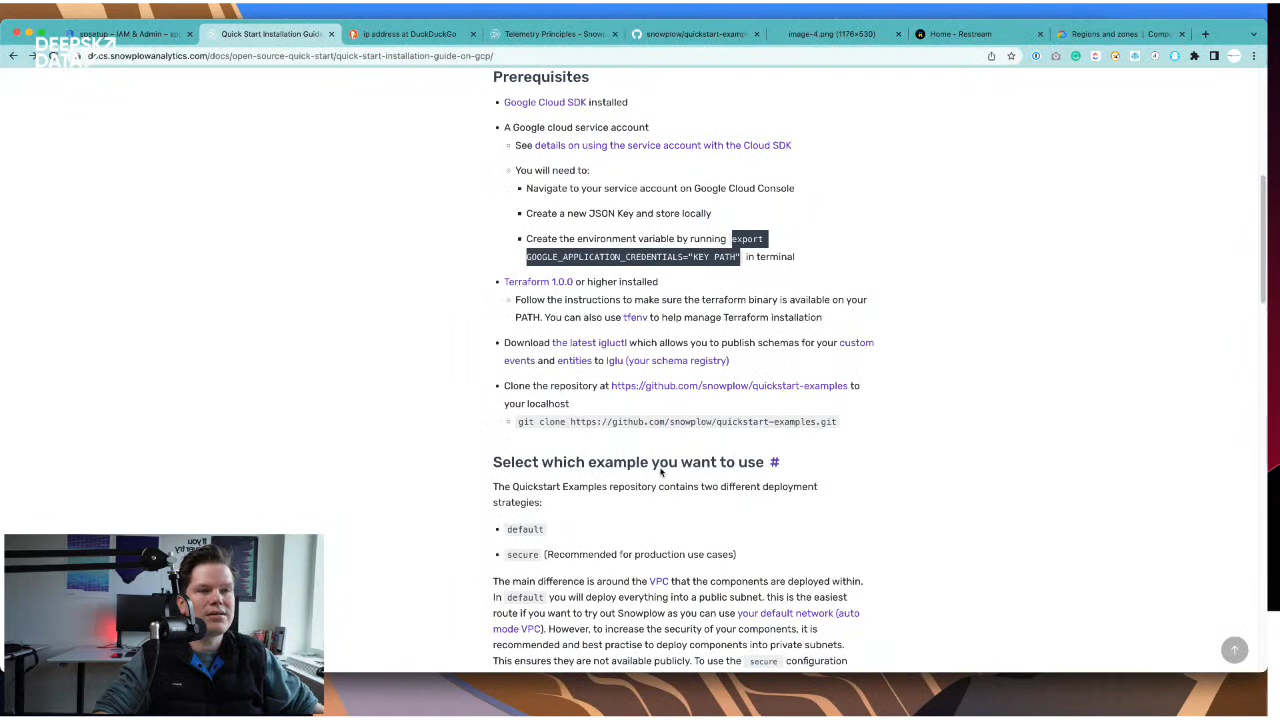 spsetup – IAM & Admin – sp
Quick Start Installation Guid
ip address at DuckDuckGo
Telemetry Principles - Snowp
snowplow/quickstart-exampl
image-4.png (1176×530)
Home - Restream
Regions and zones | Compu
DEEPSK
DATA
docs.snowplowanalytics.com/docs/open-source-quick-start/quick-start-installation-guide-on-gcp/
Prerequisites
Google Cloud SDK installed
A Google cloud service account
See details on using the service account with the Cloud SDK
You will need to:
Navigate to your service account on Google Cloud Console
Create a new JSON Key and store locally
Create the environment variable by running export
GOOGLE_APPLICATION_CREDENTIALS="KEY PATH" in terminal
Terraform 1.0.0 or higher installed
Follow the instructions to make sure the terraform binary is available on your
PATH. You can also use tfenv to help manage Terraform installation
Download the latest igluctl which allows you to publish schemas for your custom
events and entities to Iglu (your schema registry)
Clone the repository at https://github.com/snowplow/quickstart-examples to
your localhost
git clone https://github.com/snowplow/quickstart-examples.git
Select which example you want to use #
The Quickstart Examples repository contains two different deployment
strategies:
default
secure (Recommended for production use cases)
The main difference is around the VPC that the components are deployed within.
In default you will deploy everything into a public subnet, this is the easiest
route if you want to try out Snowplow as you can use your default network (auto
mode VPC). However, to increase the security of your components, it is
recommended and best practise to deploy components into private subnets.
This ensures they are not available publicly. To use the secure configuration